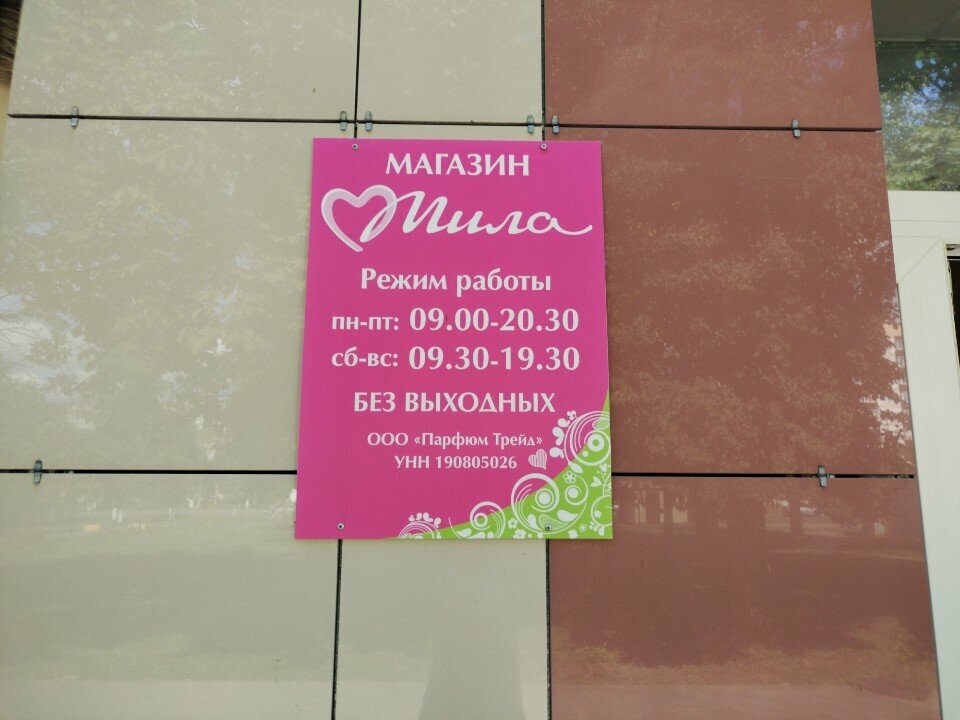 МАГАЗИН
Мила
Режим работы
пн-пт: 09.00-20.30
сб-вс: 09.30-19.30
БЕЗ ВЫХОДНЫХ
ООО «Парфюм Трейд»
УНН 190805026